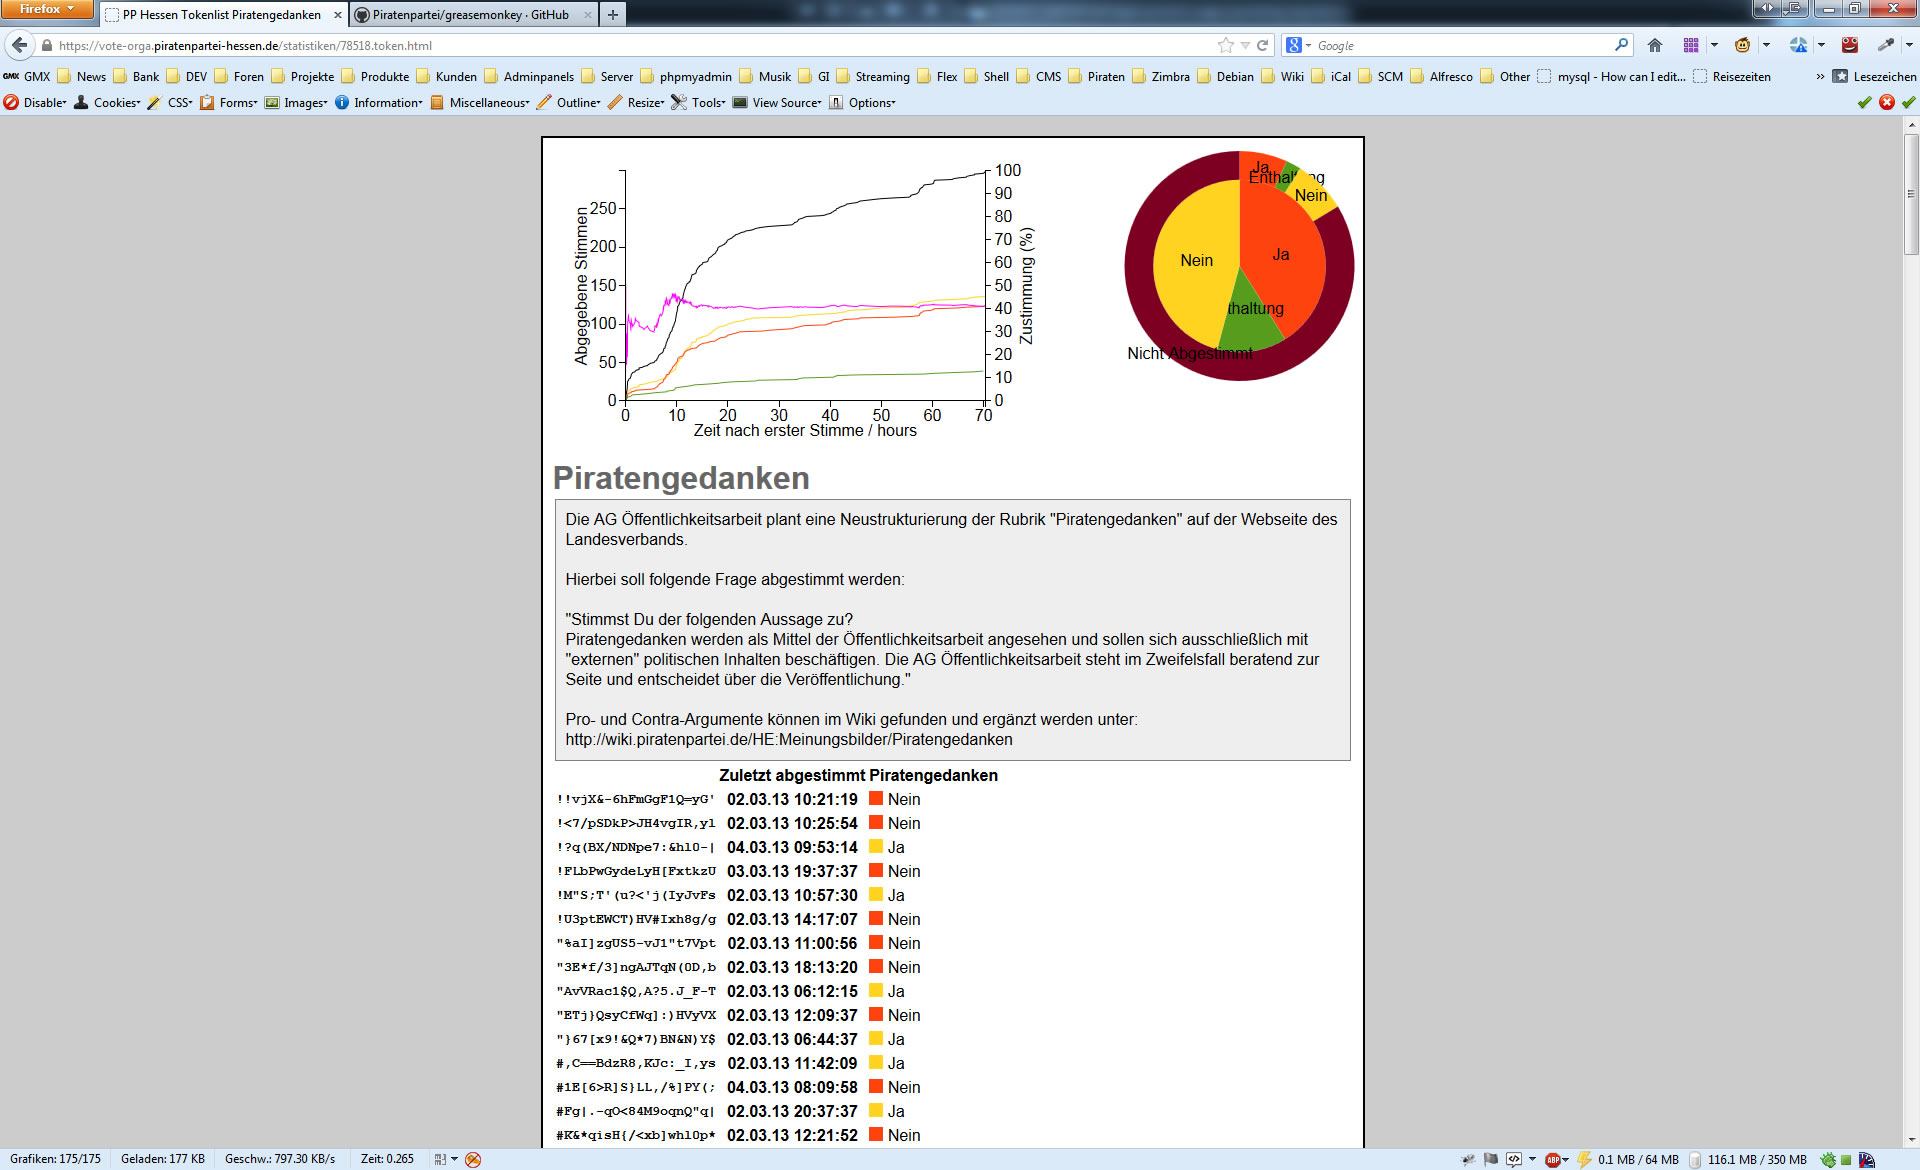 Firefox
PP Hessen Tokenlist Piratengedanken
Piratenpartei/greasemonkey · GitHub
https://vote-orga.piratenpartei-hessen.de/statistiken/78518.token.html
Google
GMX GMX News Bank DEV Foren Projekte Produkte Kunden Adminpanels Server phpmyadmin Musik GI Streaming Flex Shell CMS Piraten Zimbra Debian Wiki iCal SCM Alfresco Other mysql - How can I edit... Reisezeiten » Lesezeichen
Disable Cookies CSS Forms Images Information Miscellaneous Outline Resize Tools View Source Options
Abgegebene Stimmen
250
200
150
100
50
0
100
90
80
70
60
50
40
30
20
10
0
Zustimmung (%)
0 10 20 30 40 50 60 70
Zeit nach erster Stimme / hours
Ja
Nein
Nein
Ja
thaltung
Nicht Abgestimmt
Piratengedanken
Die AG Öffentlichkeitsarbeit plant eine Neustrukturierung der Rubrik "Piratengedanken" auf der Webseite des
Landesverbands.
Hierbei soll folgende Frage abgestimmt werden:
"Stimmst Du der folgenden Aussage zu?
Piratengedanken werden als Mittel der Öffentlichkeitsarbeit angesehen und sollen sich ausschließlich mit
"externen" politischen Inhalten beschäftigen. Die AG Öffentlichkeitsarbeit steht im Zweifelsfall beratend zur
Seite und entscheidet über die Veröffentlichung."
Pro- und Contra-Argumente können im Wiki gefunden und ergänzt werden unter:
http://wiki.piratenpartei.de/HE:Meinungsbilder/Piratengedanken
Zuletzt abgestimmt Piratengedanken
!!vjX&-6hFmGgF1Q=yG' 02.03.13 10:21:19 Nein
!<7/pSDkP>JH4vgIR,yl 02.03.13 10:25:54 Nein
!?q(BX/NDNpe7:&hl0-| 04.03.13 09:53:14 Ja
!FLbPwGydeLyH[FxtkzU 03.03.13 19:37:37 Nein
!M"S;T'(u?<'j(IyJvFs 02.03.13 10:57:30 Ja
!U3ptEWCT)HV#Ixh8g/g 02.03.13 14:17:07 Nein
"%aI]zgUS5-vJ1"t7Vpt 02.03.13 11:00:56 Nein
"3E*f/3]ngAJTqN(0D,b 02.03.13 18:13:20 Nein
"AvVRac1$Q,A?5.J_F-T 02.03.13 06:12:15 Ja
"ETj}QsyCfWq]:)HVyVX 02.03.13 12:09:37 Nein
"}67[x9!&Q*7)BN&N)Y$ 02.03.13 06:44:37 Ja
#,C==BdzR8,KJc:_I,ys 02.03.13 11:42:09 Ja
#1E[6>R]S}LL,/%]PY(; 04.03.13 08:09:58 Nein
#Fg|.-qO<84M9oqnQ"q| 02.03.13 20:37:37 Ja
#K&*qisH{/<xb]whl0p* 02.03.13 12:21:52 Nein
Grafiken: 175/175 Geladen: 177 KB Geschw.: 797.30 KB/s Zeit: 0.265
ABP 0.1 MB / 64 MB 116.1 MB / 350 MB